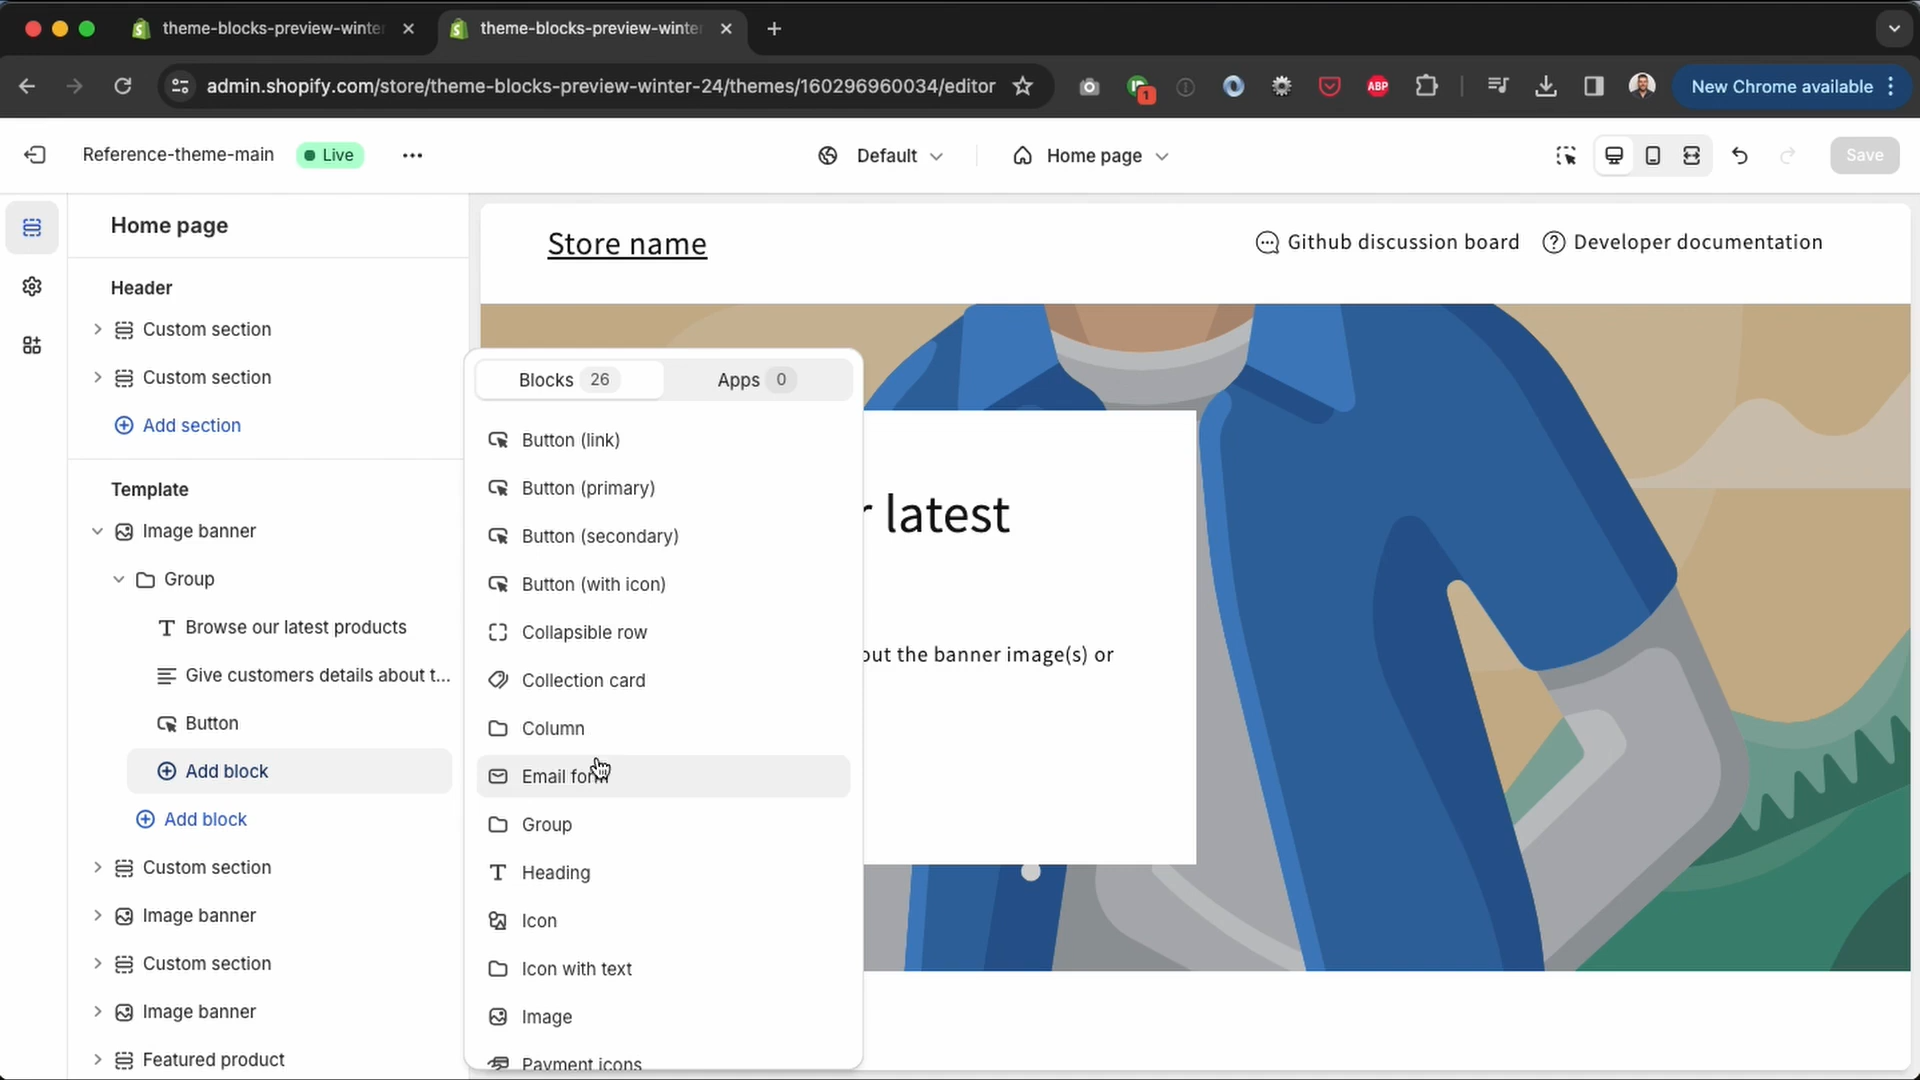 theme-blocks-preview-winter
theme-blocks-preview-winter
admin.shopify.com/store/theme-blocks-preview-winter-24/themes/160296960034/editor
1
ABP
New Chrome available
Reference-theme-main
Live
Default
Home page
Save
Home page
Header
Custom section
Custom section
Add section
Template
Image banner
Group
Browse our latest products
Give customers details about t...
Button
Add block
Add block
Custom section
Image banner
Custom section
Image banner
Featured product
Blocks 26
Apps 0
Button (link)
Button (primary)
Button (secondary)
Button (with icon)
Collapsible row
Collection card
Column
Email form
Group
Heading
Icon
Icon with text
Image
Payment icons
Store name
Github discussion board
Developer documentation
r latest
out the banner image(s) or